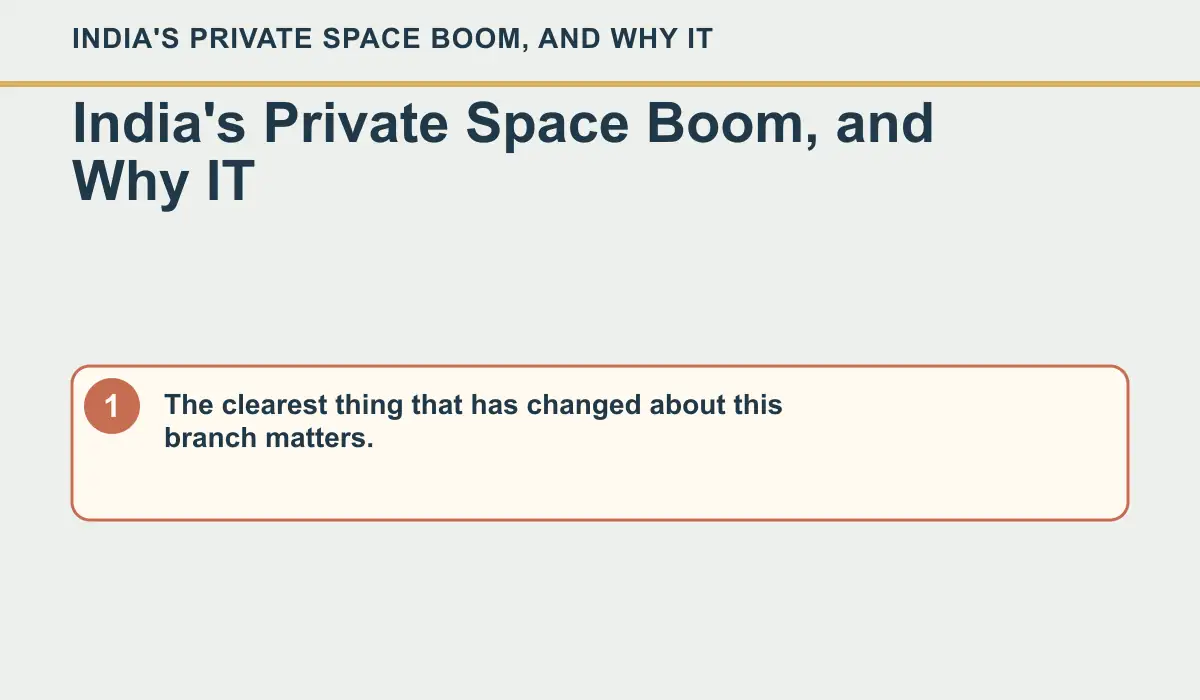 INDIA'S PRIVATE SPACE BOOM, AND WHY IT
India's Private Space Boom, and
Why IT
1
The clearest thing that has changed about this
branch matters.